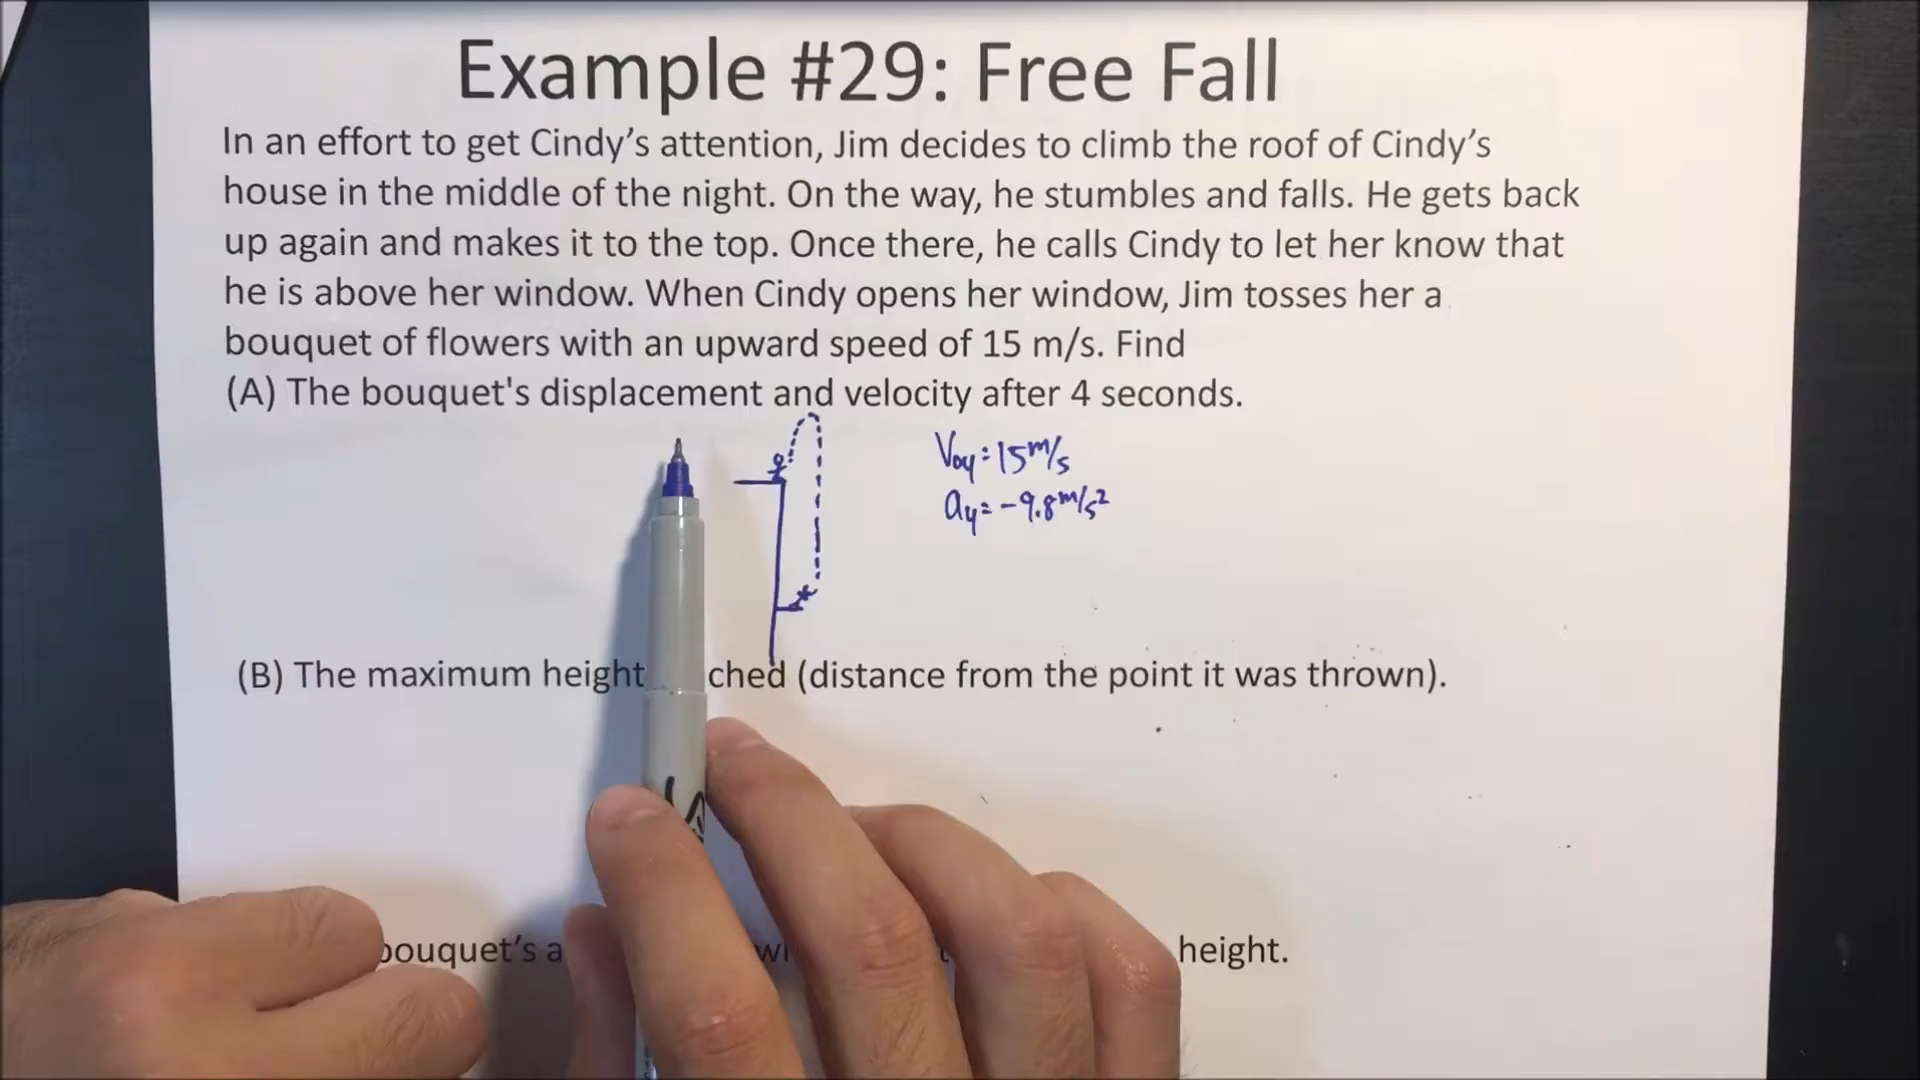 Example #29: Free Fall
In an effort to get Cindy’s attention, Jim decides to climb the roof of Cindy’s
house in the middle of the night. On the way, he stumbles and falls. He gets back
up again and makes it to the top. Once there, he calls Cindy to let her know that
he is above her window. When Cindy opens her window, Jim tosses her a
bouquet of flowers with an upward speed of 15 m/s. Find
(A) The bouquet's displacement and velocity after 4 seconds.
Voy = 15 m/s
ay = -9.8 m/s²
(B) The maximum height ched (distance from the point it was thrown).
bouquet’s a height.